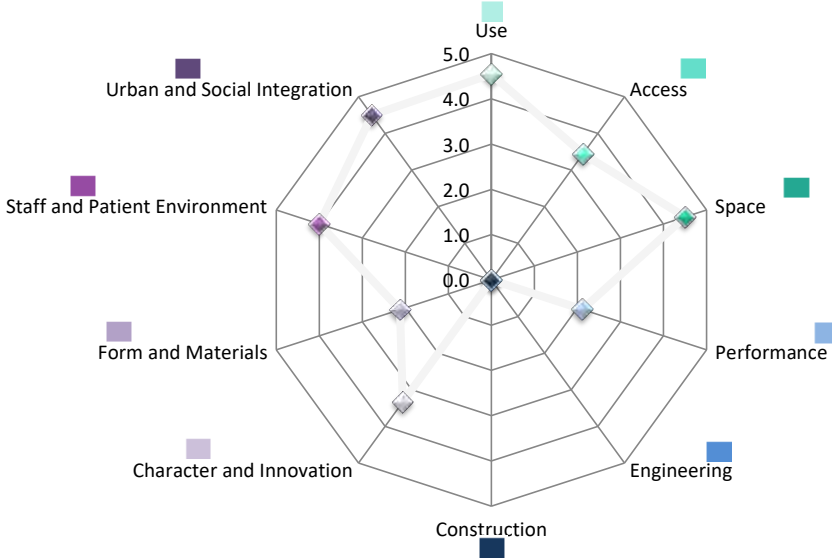 Use
5.0
Urban and Social Integration
Access
4.0
3.0
Staff and Patient Environment
2.0
Space
1.0
0.0
Form and Materials
Performance
Character and Innovation
Engineering
Construction